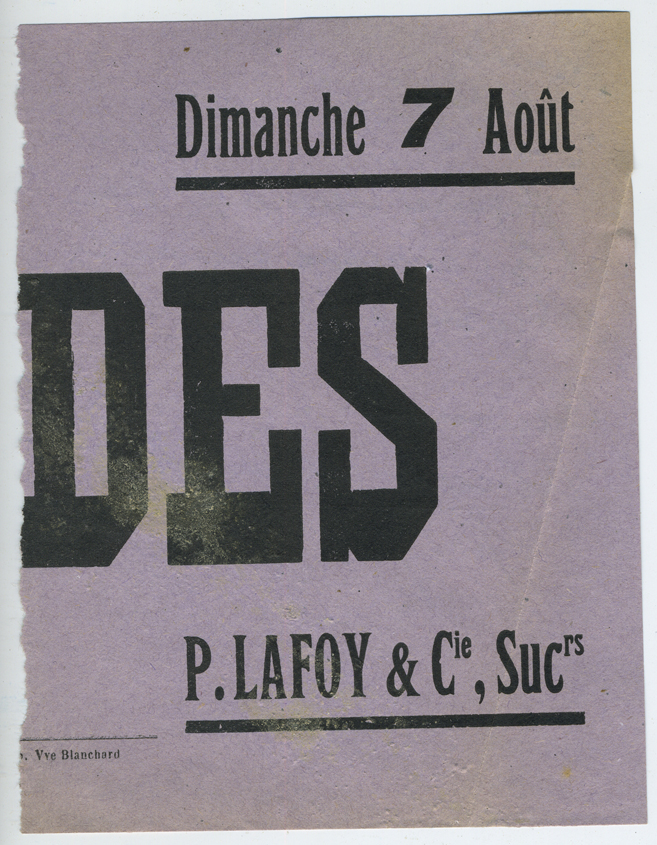 Dimanche 7 Août
DES
P. LAFOY & Cie, Sucrs
Vve Blanchard